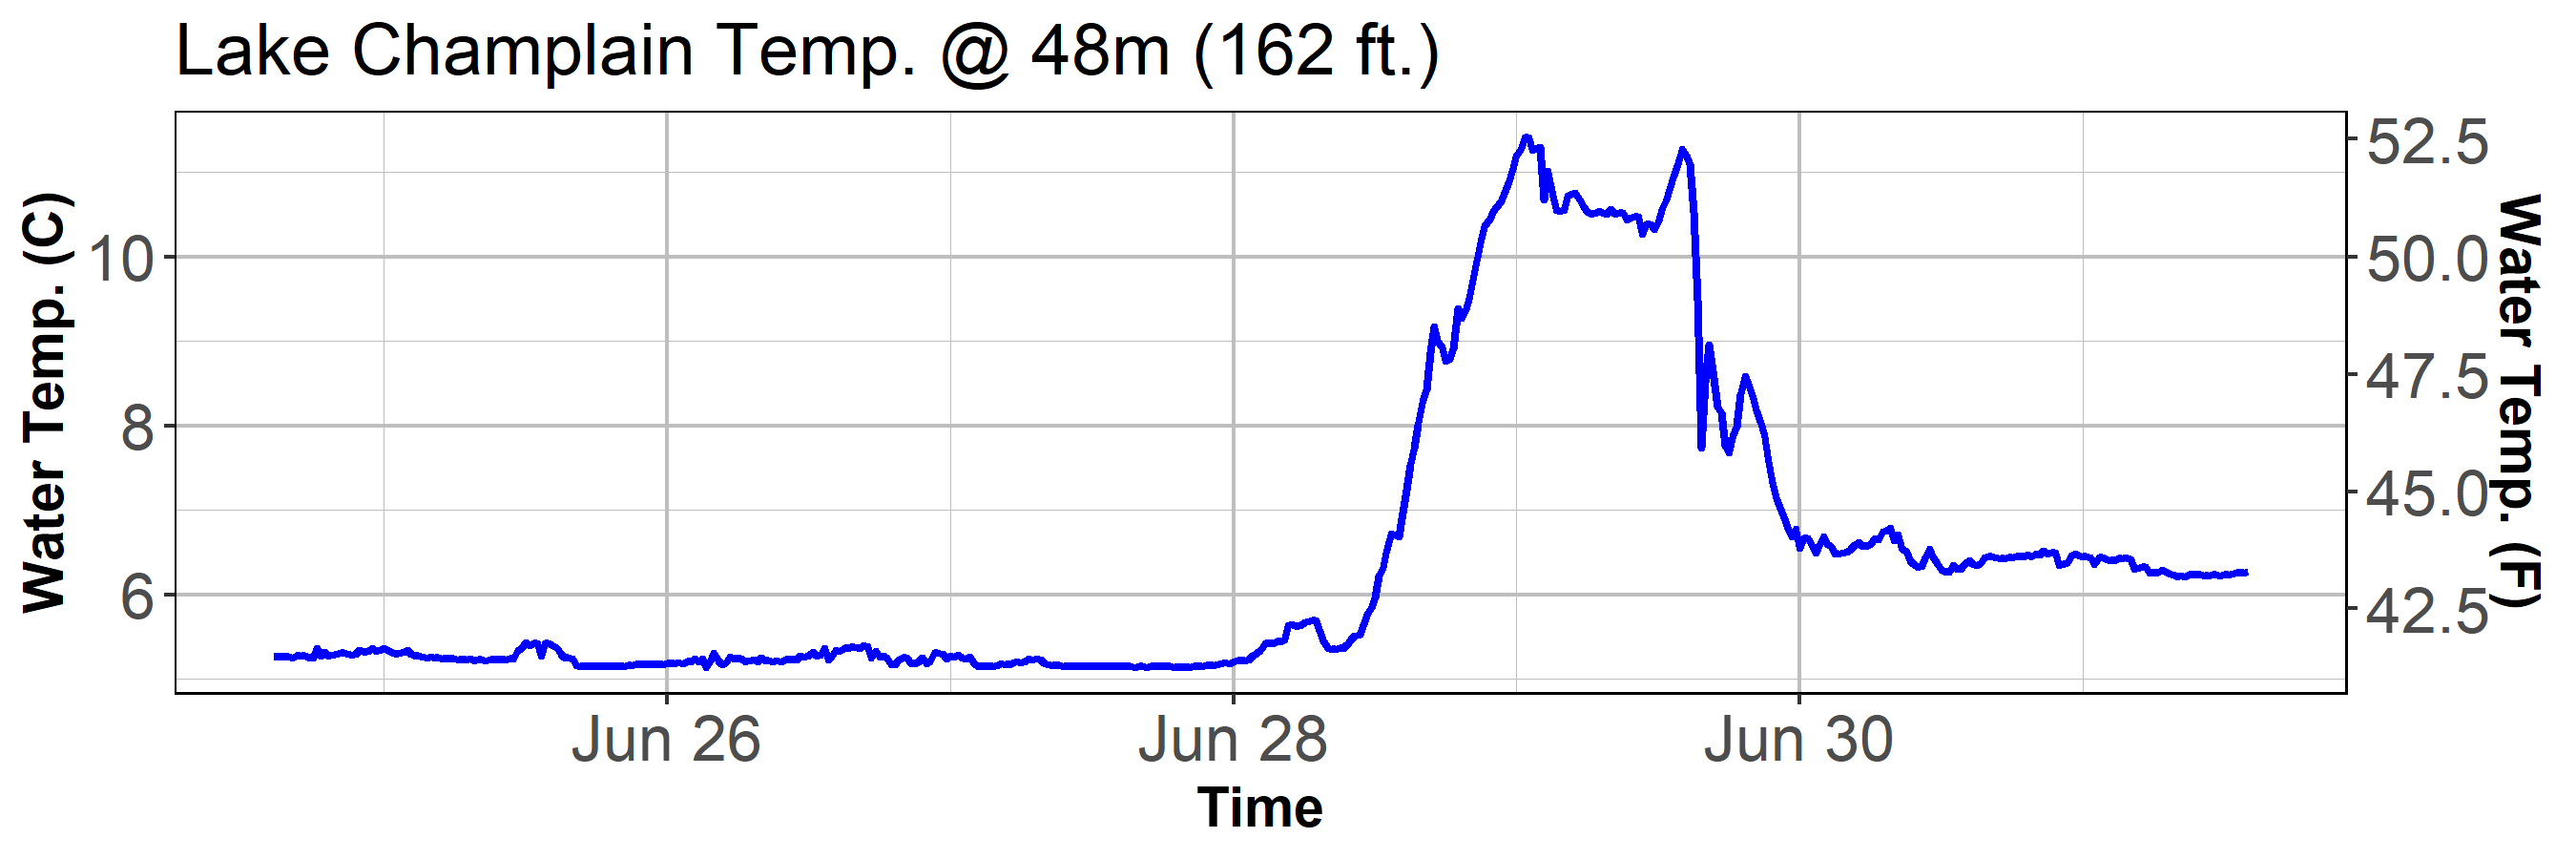 Lake Champlain Temp. @ 48m (162 ft.)
Water Temp. (C)
10
8
6
52.5
50.0
47.5
45.0
42.5
Water Temp. (F)
Jun 26
Jun 28
Jun 30
Time